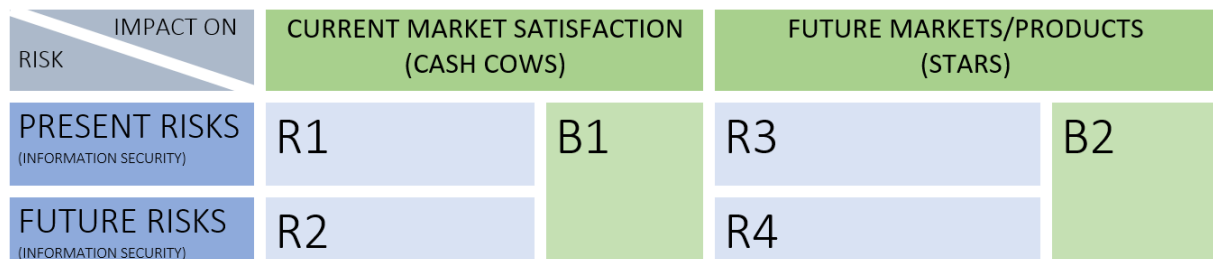 IMPACT ON
RISK
CURRENT MARKET SATISFACTION
(CASH COWS)
FUTURE MARKETS/PRODUCTS
(STARS)
PRESENT RISKS
(INFORMATION SECURITY)
R1
B1
R3
B2
FUTURE RISKS
(INFORMATION SECURITY)
R2
R4